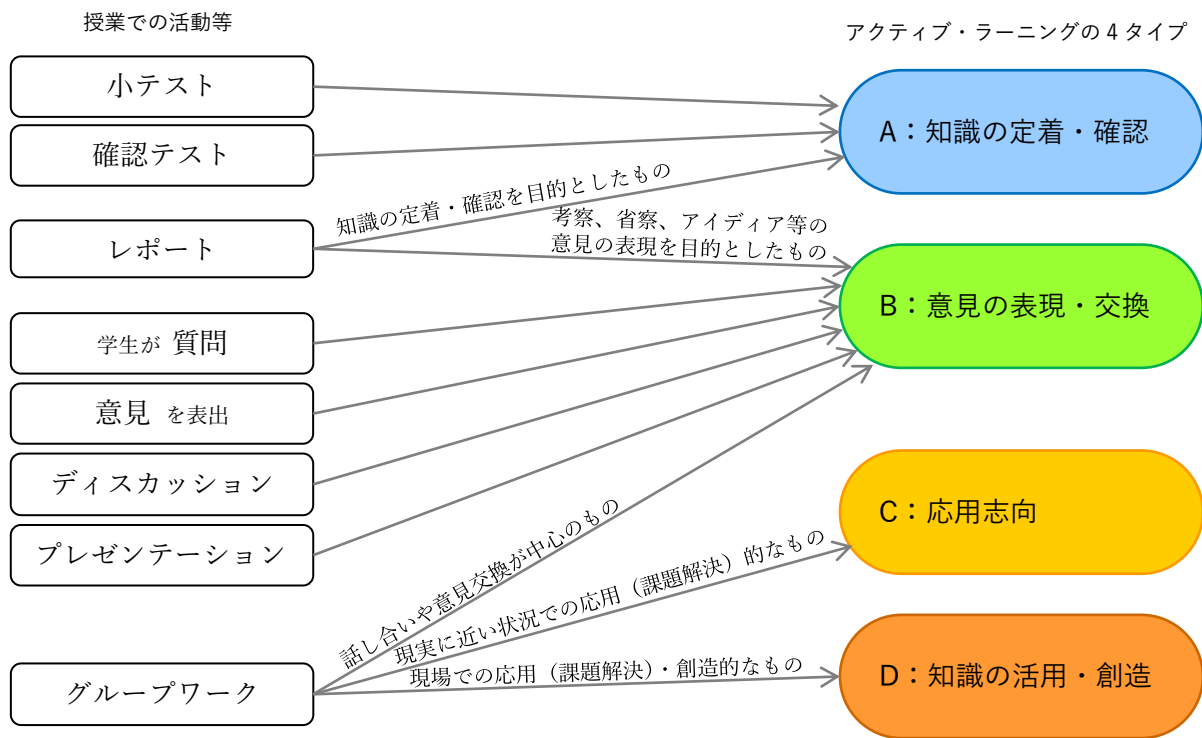 授業での活動等
アクティブ・ラーニングの 4 タイプ
小テスト
確認テスト
レポート
学生が 質問
意見 を表出
ディスカッション
プレゼンテーション
グループワーク
知識の定着・確認を目的としたもの
考察、省察、アイディア等の
意見の表現を目的としたもの
話し合いや意見交換が中心のもの
現実に近い状況での応用（課題解決）的なもの
現場での応用（課題解決）・創造的なもの
A：知識の定着・確認
B：意見の表現・交換
C：応用志向
D：知識の活用・創造